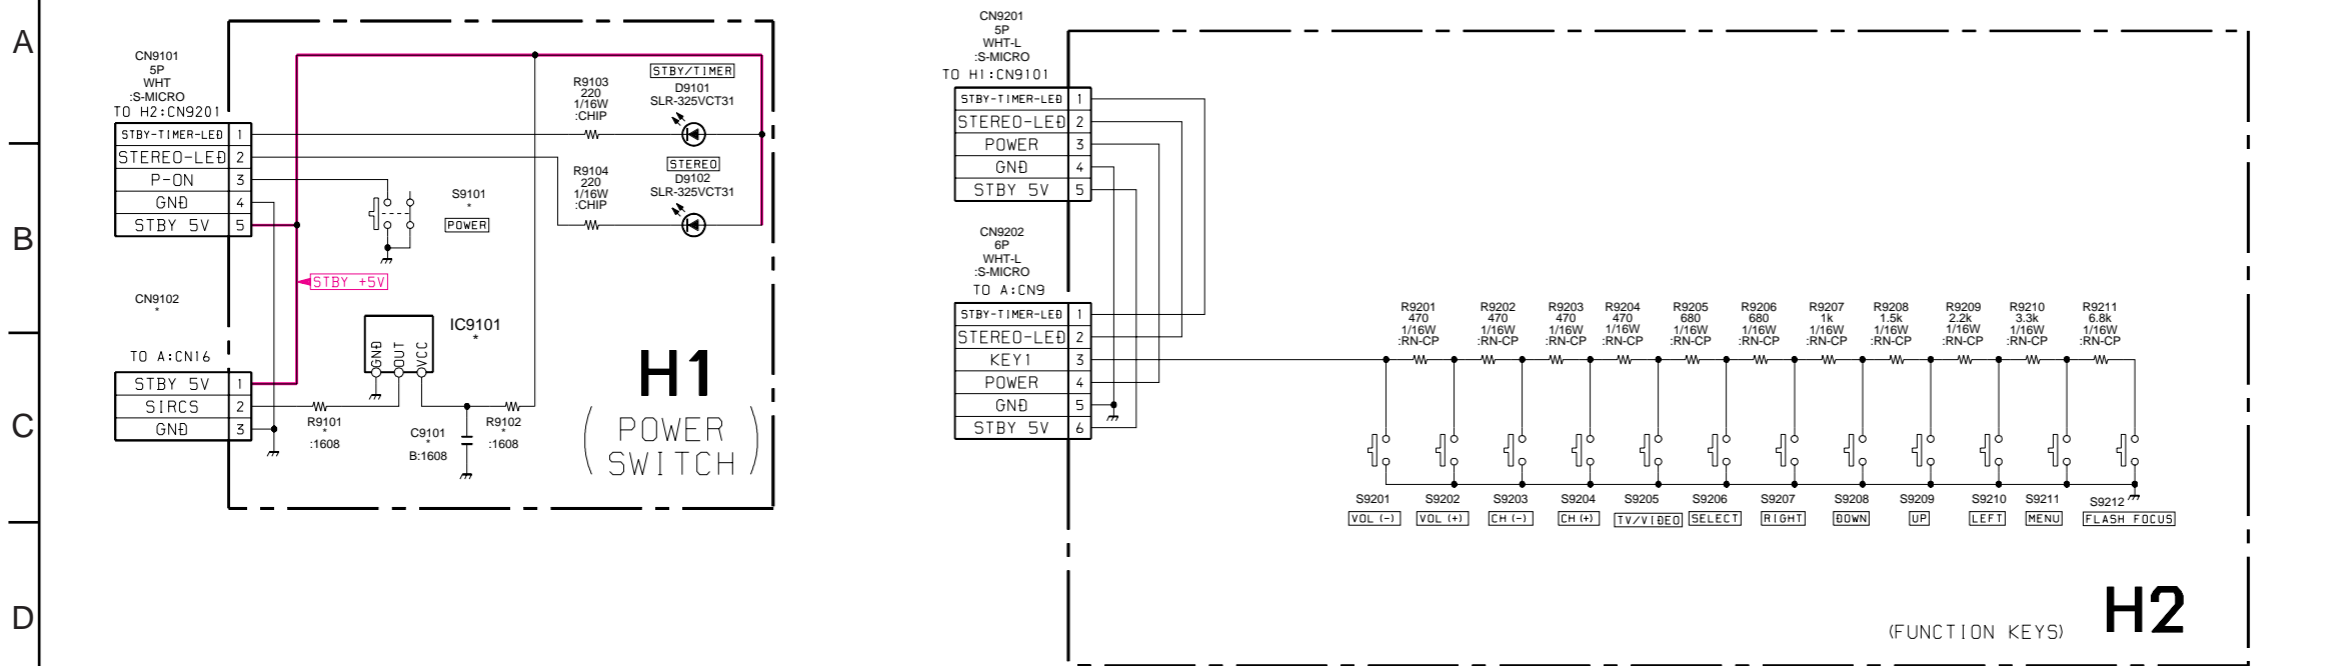 A
B
C
D
CN9101
5P
WHT
:S-MICRO
TO H2:CN9201
STBY-TIMER-LED 1
STEREO-LED 2
P-ON 3
GND 4
STBY 5V 5
CN9102
*
TO A:CN16
STBY 5V 1
SIRCS 2
GND 3
STBY +5V
R9103
220
1/16W
:CHIP
STBY/TIMER
D9101
SLR-325VCT31
R9104
220
1/16W
:CHIP
STEREO
D9102
SLR-325VCT31
S9101
*
POWER
IC9101
*
GND
OUT
VCC
R9101
*
:1608
C9101
*
B:1608
R9102
*
:1608
H1
(POWER
SWITCH)
CN9201
5P
WHT-L
:S-MICRO
TO H1:CN9101
STBY-TIMER-LED 1
STEREO-LED 2
POWER 3
GND 4
STBY 5V 5
CN9202
6P
WHT-L
:S-MICRO
TO A:CN9
STBY-TIMER-LED 1
STEREO-LED 2
KEY1 3
POWER 4
GND 5
STBY 5V 6
R9201
470
1/16W
:RN-CP
R9202
470
1/16W
:RN-CP
R9203
470
1/16W
:RN-CP
R9204
470
1/16W
:RN-CP
R9205
680
1/16W
:RN-CP
R9206
680
1/16W
:RN-CP
R9207
1k
1/16W
:RN-CP
R9208
1.5k
1/16W
:RN-CP
R9209
2.2k
1/16W
:RN-CP
R9210
3.3k
1/16W
:RN-CP
R9211
6.8k
1/16W
:RN-CP
S9201
VOL (-)
S9202
VOL (+)
S9203
CH (-)
S9204
CH (+)
S9205
TV/VIDEO
S9206
SELECT
S9207
RIGHT
S9208
DOWN
S9209
UP
S9210
LEFT
S9211
MENU
S9212
FLASH FOCUS
(FUNCTION KEYS)
H2